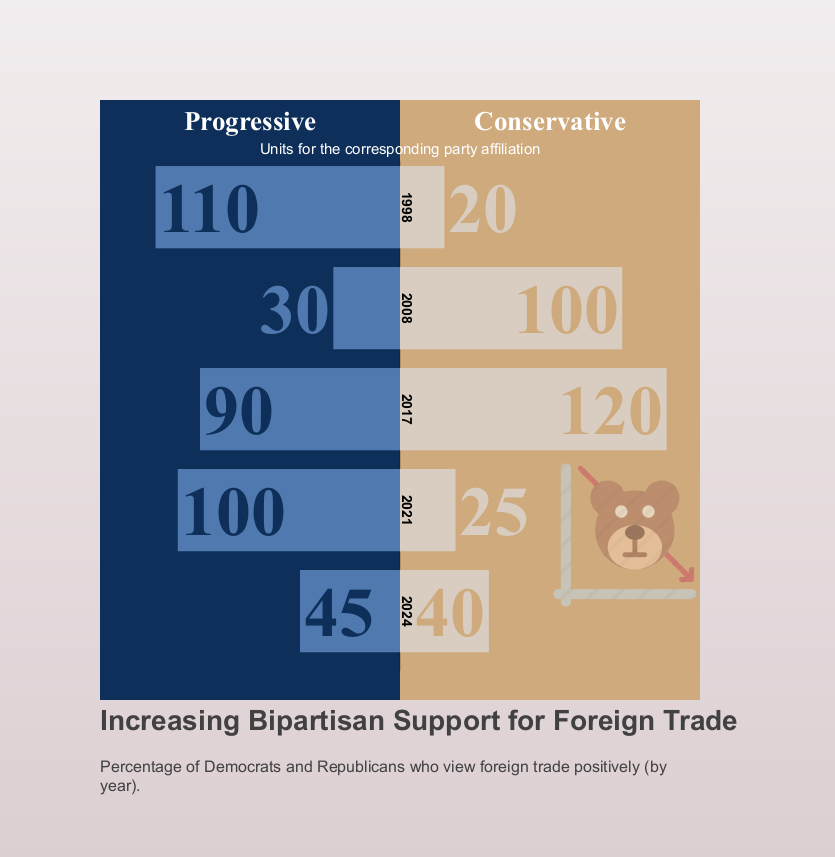 Progressive Conservative
Units for the corresponding party affiliation
110 1998 20
30 2008 100
90 2017 120
100 2021 25
45 2024 40
Increasing Bipartisan Support for Foreign Trade
Percentage of Democrats and Republicans who view foreign trade positively (by
year).